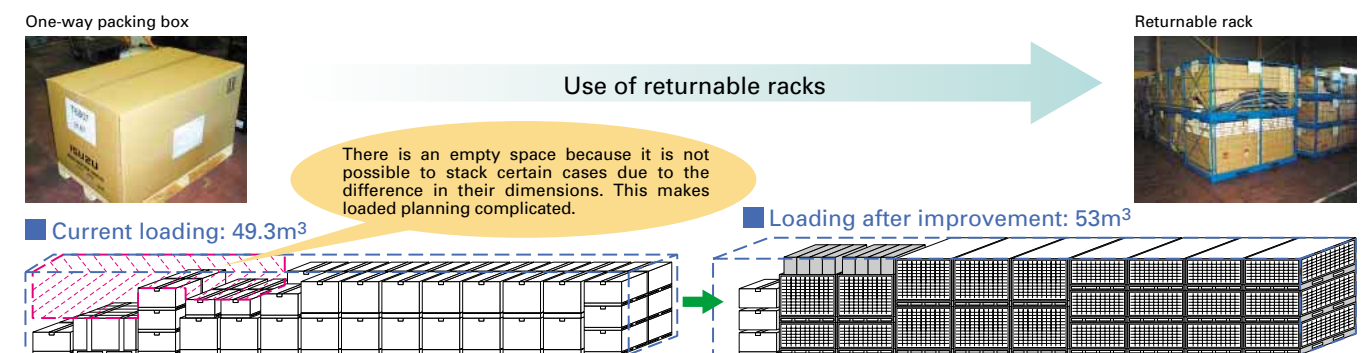 One-way packing box
Returnable rack
Use of returnable racks
ISUZU
There is an empty space because it is not
possible to stack certain cases due to the
difference in their dimensions. This makes
loaded planning complicated.
Current loading: 49.3m³
Loading after improvement: 53m³